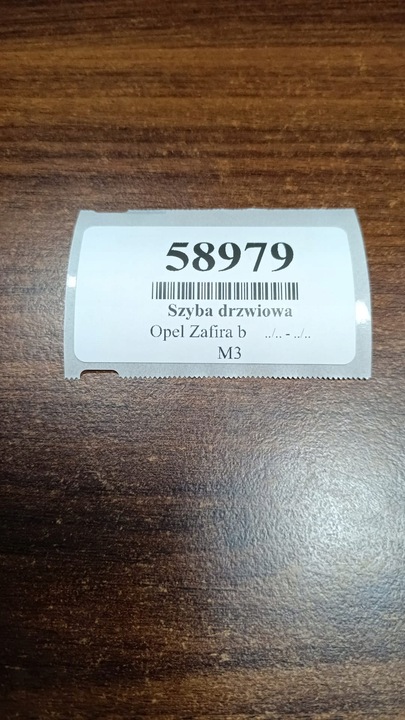 58979
Szyba drzwiowa
Opel Zafira b ../.. - ../..
M3